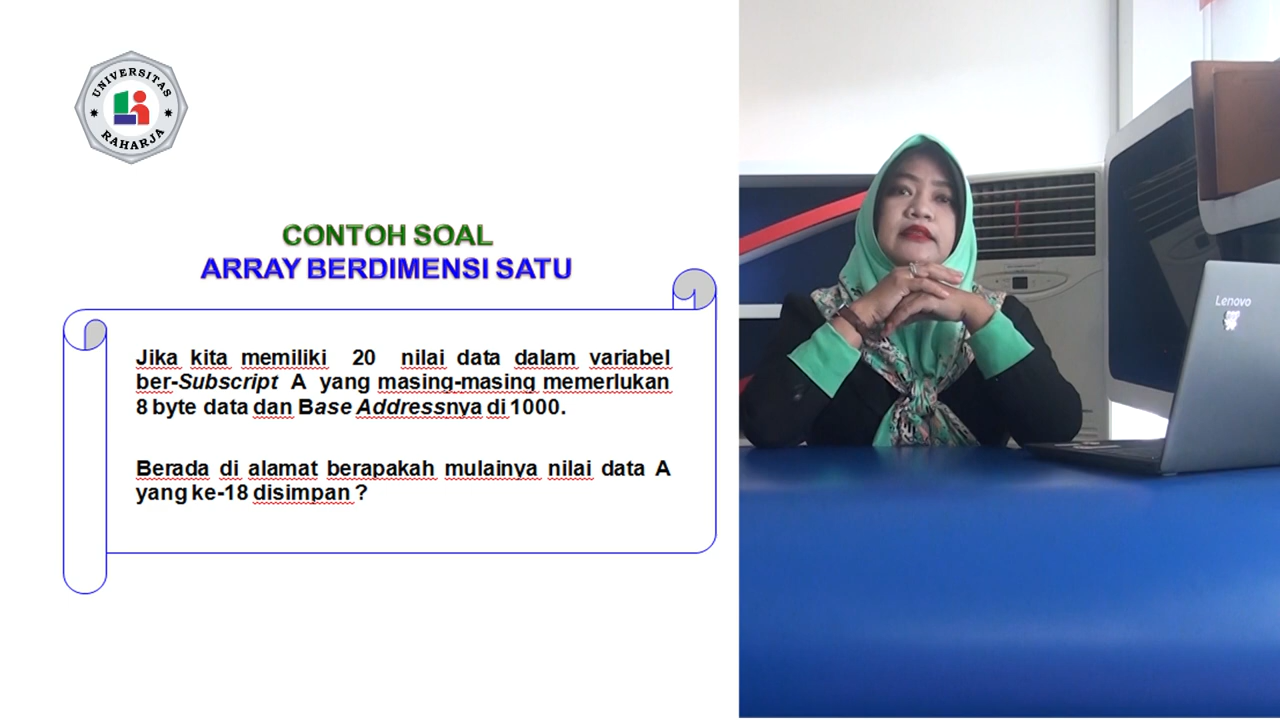 UNIVERSITAS
RAHARJA
CONTOH SOAL
ARRAY BERDIMENSI SATU
Jika kita memiliki 20 nilai data dalam variabel
ber-Subscript A yang masing-masing memerlukan
8 byte data dan Base Addressnya di 1000.
Berada di alamat berapakah mulainya nilai data A
yang ke-18 disimpan ?
Lenovo